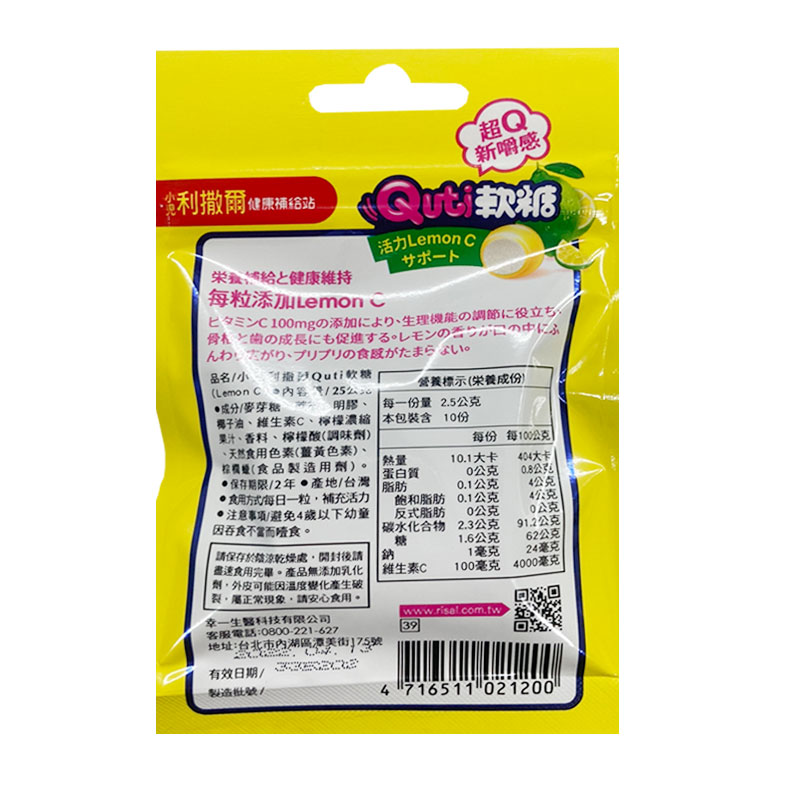 超Q
新嚼感
小兒利撒爾健康補給站
Quti軟糖
活力Lemon C
サポート
栄養補給と健康維持
每粒添加Lemon C
ビタミンC 100mgの添加により、生理機能の調節に役立ち、
骨格と歯の成長にも促進する。レモンの香りが口の中にふ
んわり広がり、プリプリの食感がたまらない。
品名/小兒利撒爾Quti軟糖
(Lemon C)●內容量/25公克
●成分/麥芽糖、 明膠、
椰子油、維生素C、檸檬濃縮
果汁、香料、檸檬酸(調味劑)
、天然食用色素(薑黃色素)、
棕櫚蠟(食品製造用劑)。
●保存期限/2年 ●產地/台灣
●食用方式/每日一粒，補充活力
●注意事項/避免4歲以下幼童
因吞食不當而噎食。
請保存於陰涼乾燥處，開封後請
盡速食用完畢。產品無添加乳化
劑，外皮可能因溫度變化產生破
裂，屬正常現象，請安心食用。
幸一生醫科技有限公司
客服電話:0800-221-627
地址:台北市內湖區潭美街175號
有效日期/
製造批號/
營養標示(栄養成份)
每一份量 2.5公克
本包裝含 10份
每份 每100公克
熱量 10.1大卡 404大卡
蛋白質 0公克 0.8公克
脂肪 0.1公克 4公克
飽和脂肪 0.1公克 4公克
反式脂肪 0公克 0公克
碳水化合物 2.3公克 91.2公克
糖 1.6公克 62公克
鈉 1毫克 24毫克
維生素C 100毫克 4000毫克
www.risal.com.tw
39
4 716511 021200